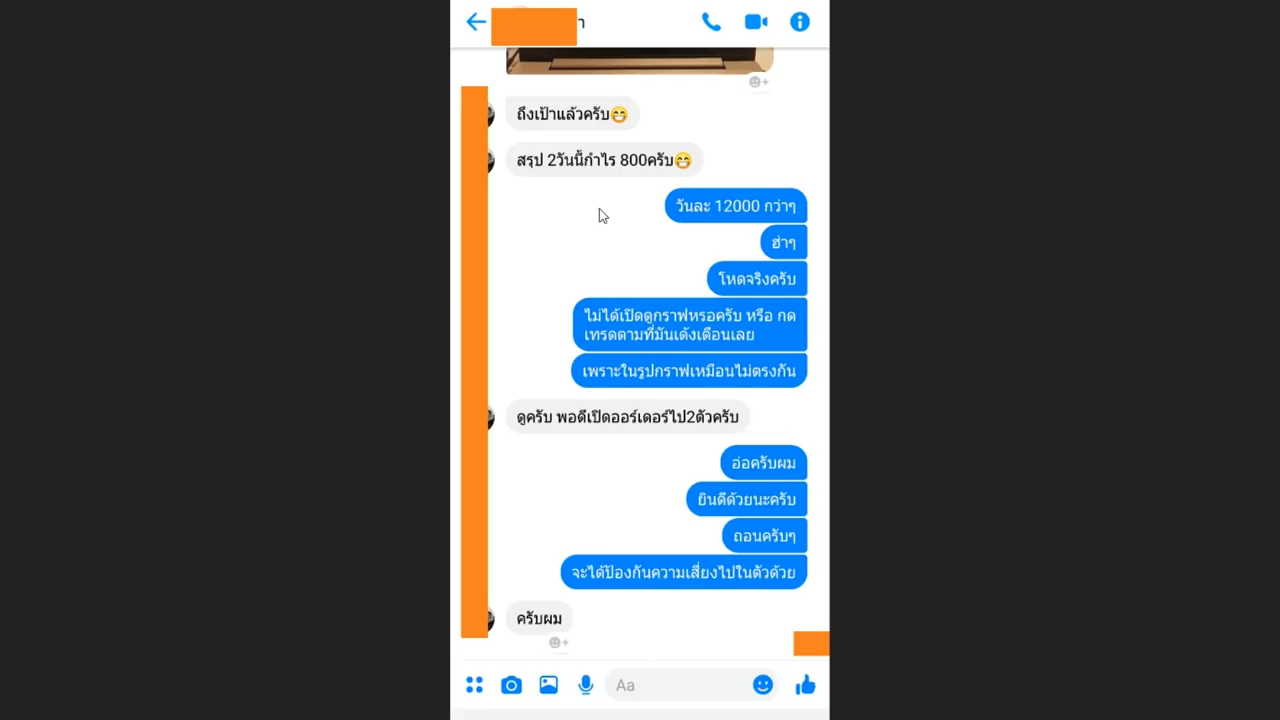 า
ถึงเป้าแล้วครับ😁
สรุป 2วันนี้กำไร 800ครับ😁
วันละ 12000 กว่าๆ
ฮ่าๆ
โหดจริงครับ
ไม่ได้เปิดดูกราฟหรอครับ หรือ กด
เทรดตามที่มันเด้งเตือนเลย
เพราะในรูปกราฟเหมือนไม่ตรงกัน
ดูครับ พอดีเปิดออร์เดอร์ไป2ตัวครับ
อ่อครับผม
ยินดีด้วยนะครับ
ถอนครับๆ
จะได้ป้องกันความเสี่ยงไปในตัวด้วย
ครับผม
Aa